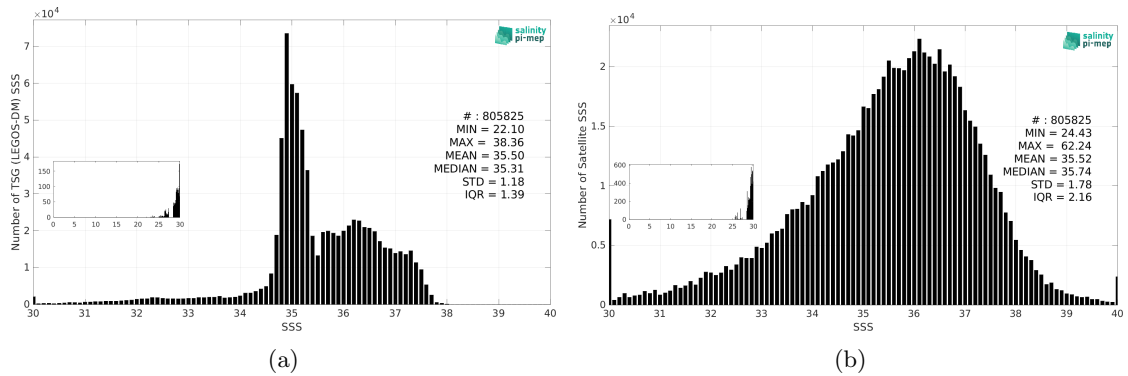 ×10⁴
salinity
pi-mep
7
6
5
4
3
2
1
0
Number of TSG (LEGOS-DM) SSS
# : 805825
MIN = 22.10
MAX = 38.36
MEAN = 35.50
MEDIAN = 35.31
STD = 1.18
IQR = 1.39
150
100
50
0
0 5 10 15 20 25 30
30 31 32 33 34 35 36 37 38 39 40
SSS
(a)
×10⁴
salinity
pi-mep
2
1.5
1
0.5
0
Number of Satellite SSS
# : 805825
MIN = 24.43
MAX = 62.24
MEAN = 35.52
MEDIAN = 35.74
STD = 1.78
IQR = 2.16
600
400
200
0
0 5 10 15 20 25 30
30 31 32 33 34 35 36 37 38 39 40
SSS
(b)